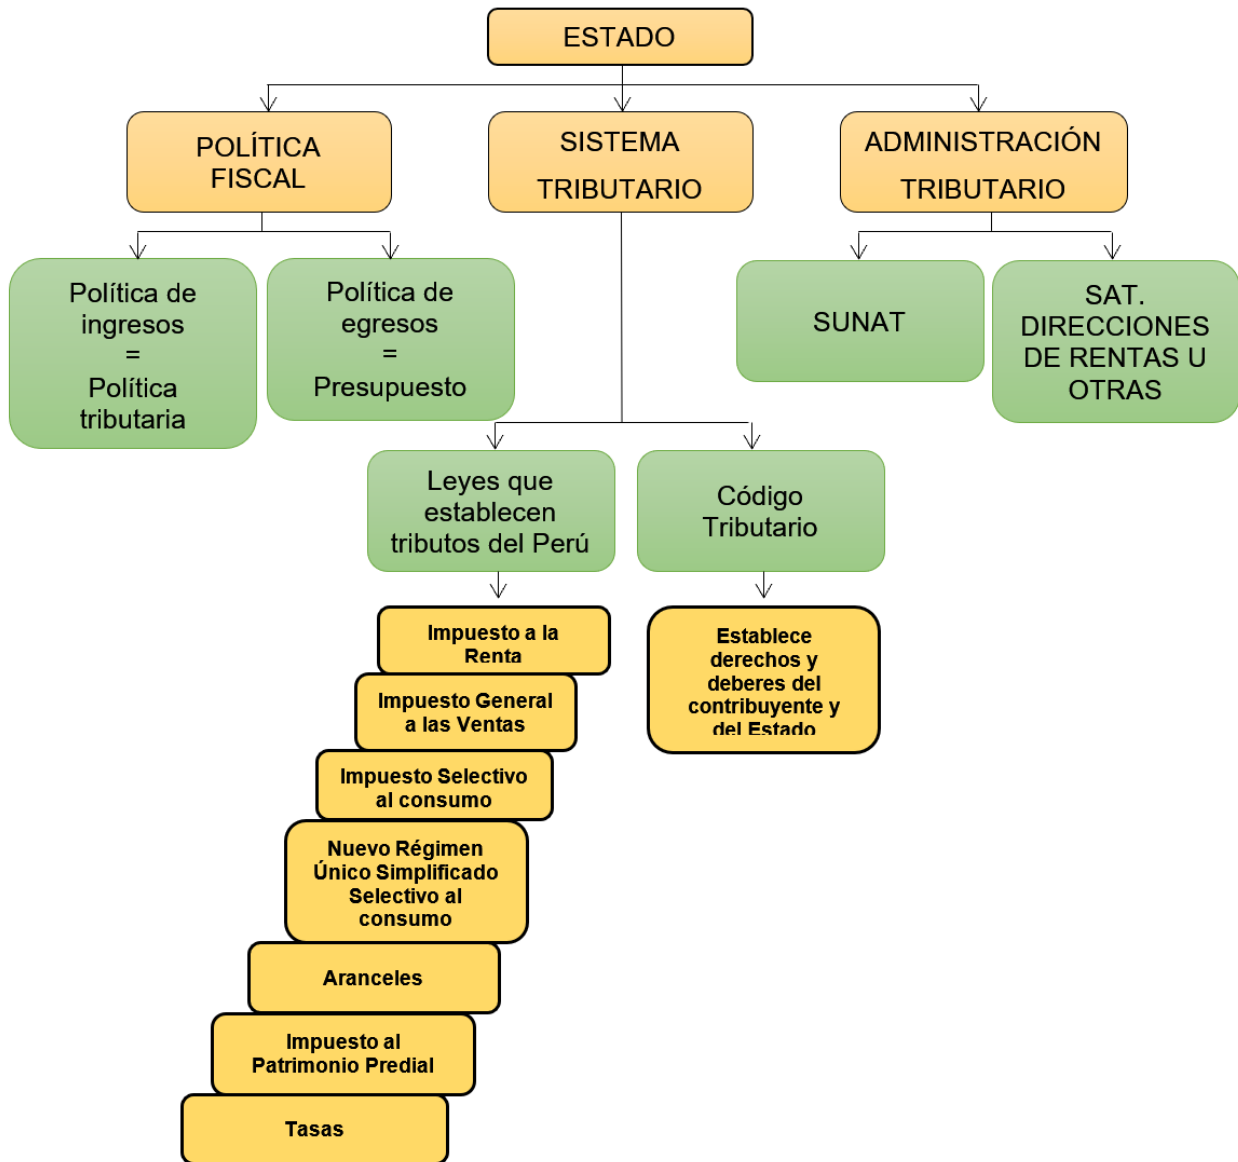 ESTADO
POLÍTICA
FISCAL
SISTEMA
TRIBUTARIO
ADMINISTRACIÓN
TRIBUTARIO
Política de
ingresos
=
Política
tributaria
Política de
egresos
=
Presupuesto
SUNAT
SAT.
DIRECCIONES
DE RENTAS U
OTRAS
Leyes que
establecen
tributos del Perú
Código
Tributario
Impuesto a la
Renta
Impuesto General
a las Ventas
Impuesto Selectivo
al consumo
Nuevo Régimen
Único Simplificado
Selectivo al
consumo
Aranceles
Impuesto al
Patrimonio Predial
Tasas
Establece
derechos y
deberes del
contribuyente y
del Estado